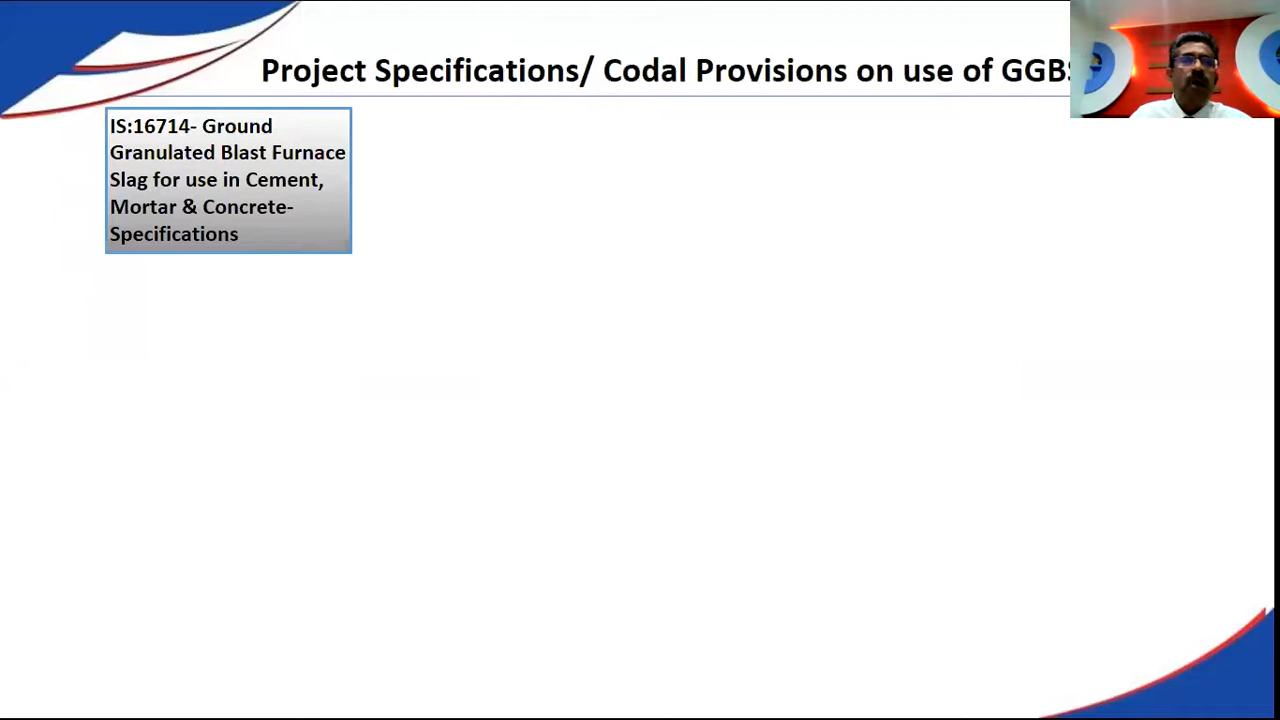 Project Specifications/ Codal Provisions on use of GGBS
IS:16714- Ground
Granulated Blast Furnace
Slag for use in Cement,
Mortar & Concrete-
Specifications